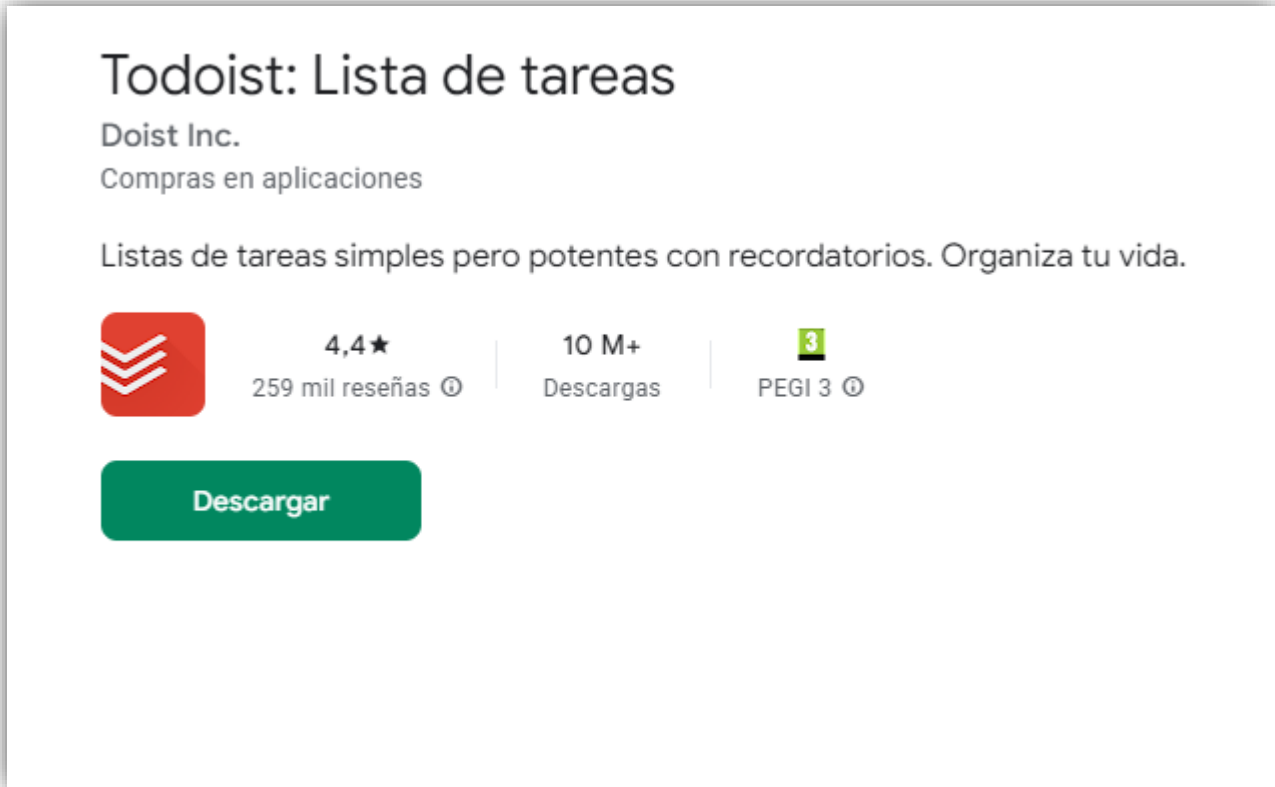 Todoist: Lista de tareas
Doist Inc.
Compras en aplicaciones
Listas de tareas simples pero potentes con recordatorios. Organiza tu vida.
4,4★ 10 M+ 3
259 mil reseñas Descargas PEGI 3
Descargar